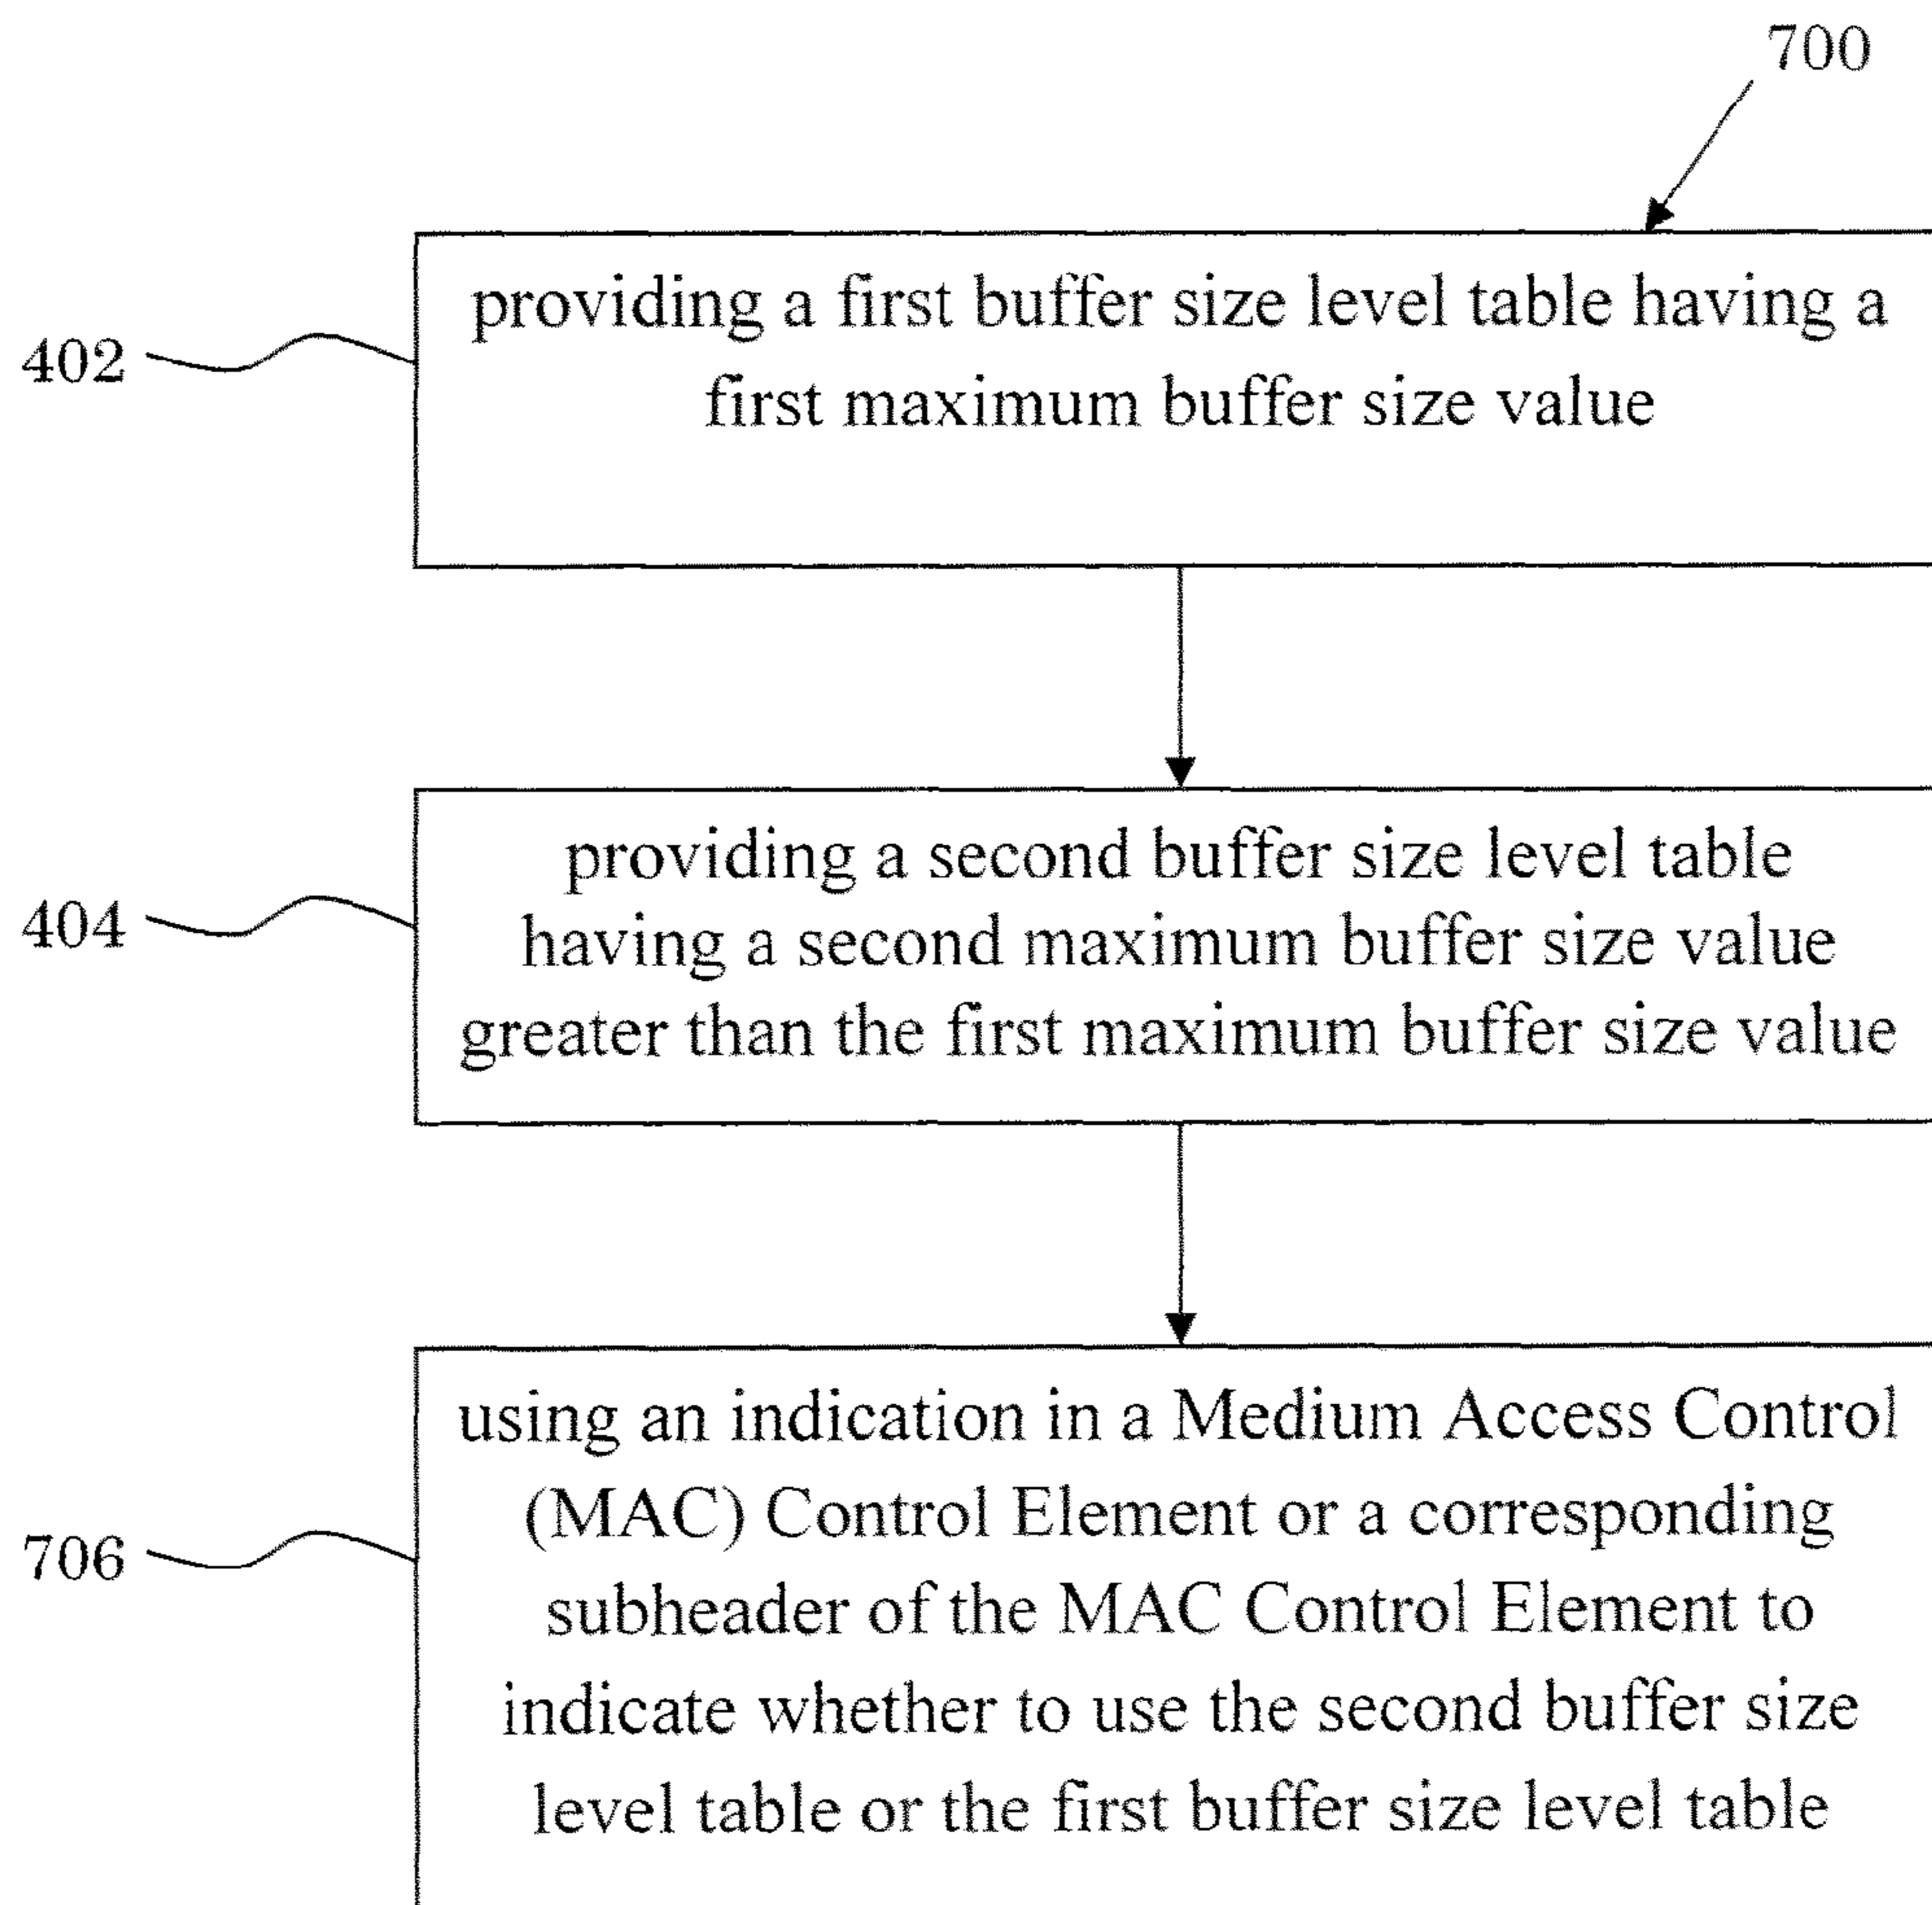 700
402
providing a first buffer size level table having a
first maximum buffer size value
404
providing a second buffer size level table
having a second maximum buffer size value
greater than the first maximum buffer size value
706
using an indication in a Medium Access Control
(MAC) Control Element or a corresponding
subheader of the MAC Control Element to
indicate whether to use the second buffer size
level table or the first buffer size level table